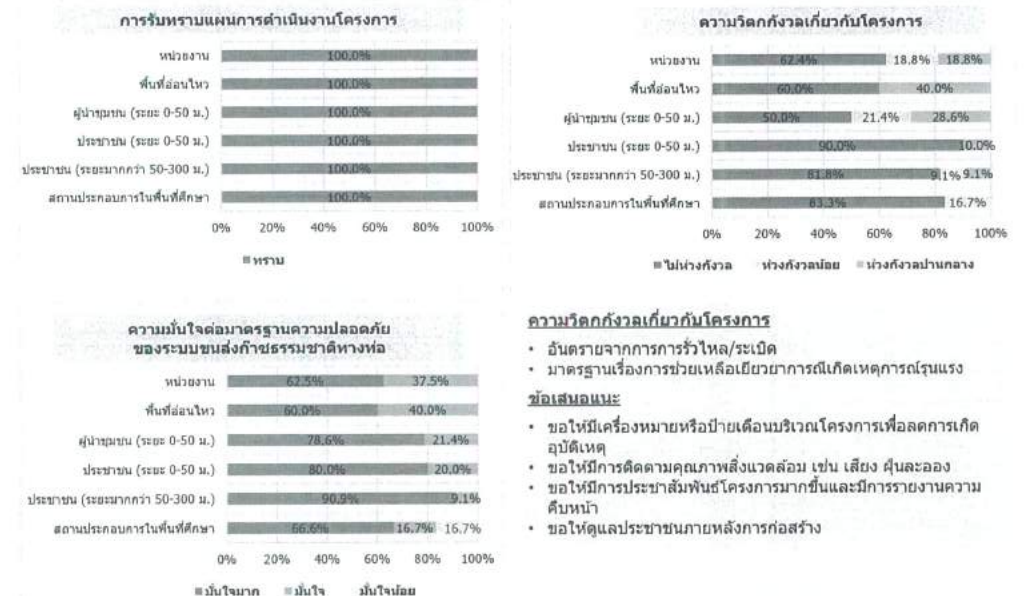 การรับทราบแผนการดำเนินงานโครงการ
หน่วยงาน 100.0%
พื้นที่อ่อนไหว 100.0%
ผู้นำชุมชน (ระยะ 0-50 ม.) 100.0%
ประชาชน (ระยะ 0-50 ม.) 100.0%
ประชาชน (ระยะมากกว่า 50-300 ม.) 100.0%
สถานประกอบการในพื้นที่ศึกษา 100.0%
0% 20% 40% 60% 80% 100%
ทราบ
ความวิตกกังวลเกี่ยวกับโครงการ
หน่วยงาน 62.4% 18.8% 18.8%
พื้นที่อ่อนไหว 60.0% 40.0%
ผู้นำชุมชน (ระยะ 0-50 ม.) 50.0% 21.4% 28.6%
ประชาชน (ระยะ 0-50 ม.) 90.0% 10.0%
ประชาชน (ระยะมากกว่า 50-300 ม.) 81.8% 9.1% 9.1%
สถานประกอบการในพื้นที่ศึกษา 83.3% 16.7%
0% 20% 40% 60% 80% 100%
ไม่ห่วงกังวล ห่วงกังวลน้อย ห่วงกังวลปานกลาง
ความมั่นใจต่อมาตรฐานความปลอดภัย
ของระบบขนส่งก๊าซธรรมชาติทางท่อ
หน่วยงาน 62.5% 37.5%
พื้นที่อ่อนไหว 60.0% 40.0%
ผู้นำชุมชน (ระยะ 0-50 ม.) 78.6% 21.4%
ประชาชน (ระยะ 0-50 ม.) 80.0% 20.0%
ประชาชน (ระยะมากกว่า 50-300 ม.) 90.9% 9.1%
สถานประกอบการในพื้นที่ศึกษา 66.6% 16.7% 16.7%
0% 20% 40% 60% 80% 100%
มั่นใจมาก มั่นใจ มั่นใจน้อย
ความวิตกกังวลเกี่ยวกับโครงการ
• อันตรายจากการการรั่วไหล/ระเบิด
• มาตรฐานเรื่องการช่วยเหลือเยียวยาการณีเกิดเหตุการณ์รุนแรง
ข้อเสนอแนะ
• ขอให้มีเครื่องหมายหรือป้ายเตือนบริเวณโครงการเพื่อลดการเกิด
อุบัติเหตุ
• ขอให้มีการติดตามคุณภาพสิ่งแวดล้อม เช่น เสียง ฝุ่นละออง
• ขอให้มีการประชาสัมพันธ์โครงการมากขึ้นและมีการรายงานความ
คืบหน้า
• ขอให้ดูแลประชาชนภายหลังการก่อสร้าง